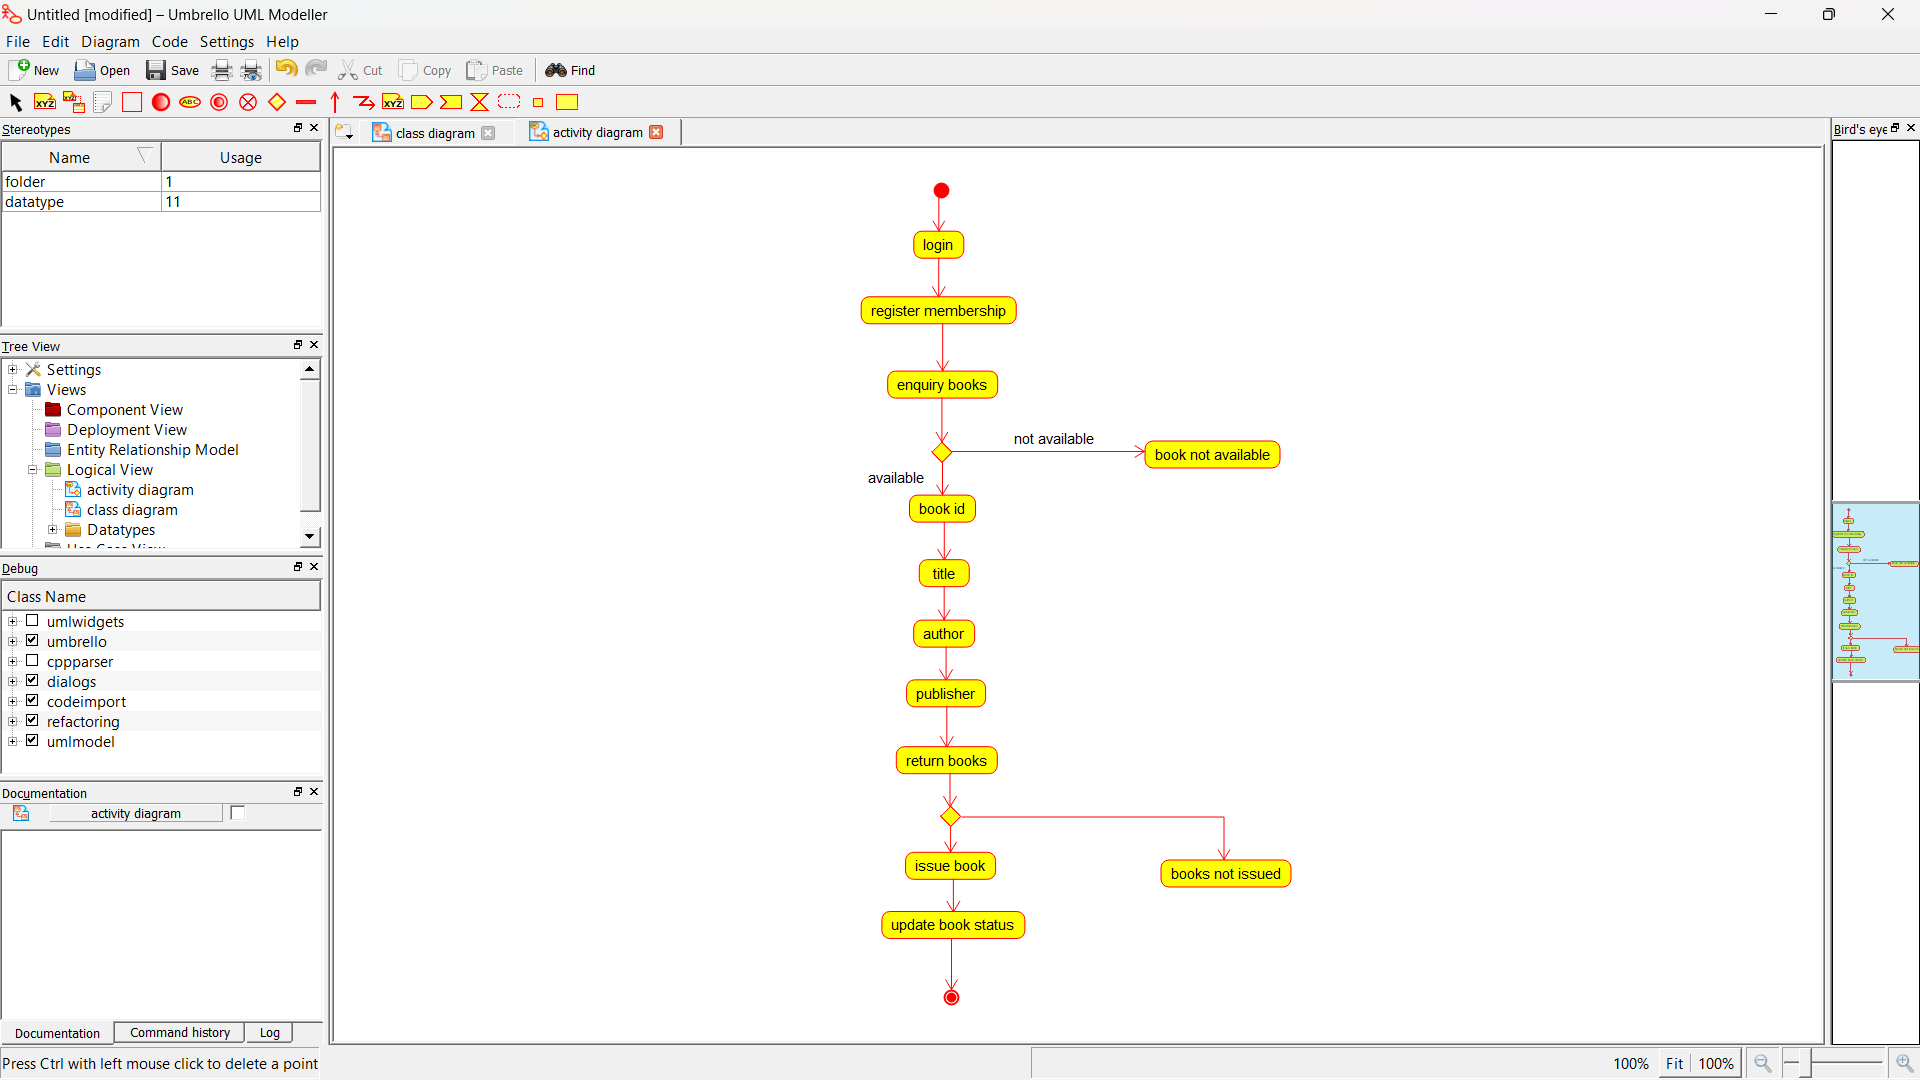 Untitled [modified] – Umbrello UML Modeller
File Edit Diagram Code Settings Help
New Open Save Cut Copy Paste Find
XYZ XYZ ABC XYZ
Stereotypes
Name Usage
folder 1
datatype 11
Tree View
Settings
Views
Component View
Deployment View
Entity Relationship Model
Logical View
activity diagram
class diagram
Datatypes
Debug
Class Name
umlwidgets
umbrello
cppparser
dialogs
codeimport
refactoring
umlmodel
Documentation
activity diagram
Documentation Command history Log
Press Ctrl with left mouse click to delete a point
class diagram activity diagram
login
register membership
enquiry books
not available
book not available
available
book id
title
author
publisher
return books
issue book
books not issued
update book status
Bird's eye
100% Fit 100%